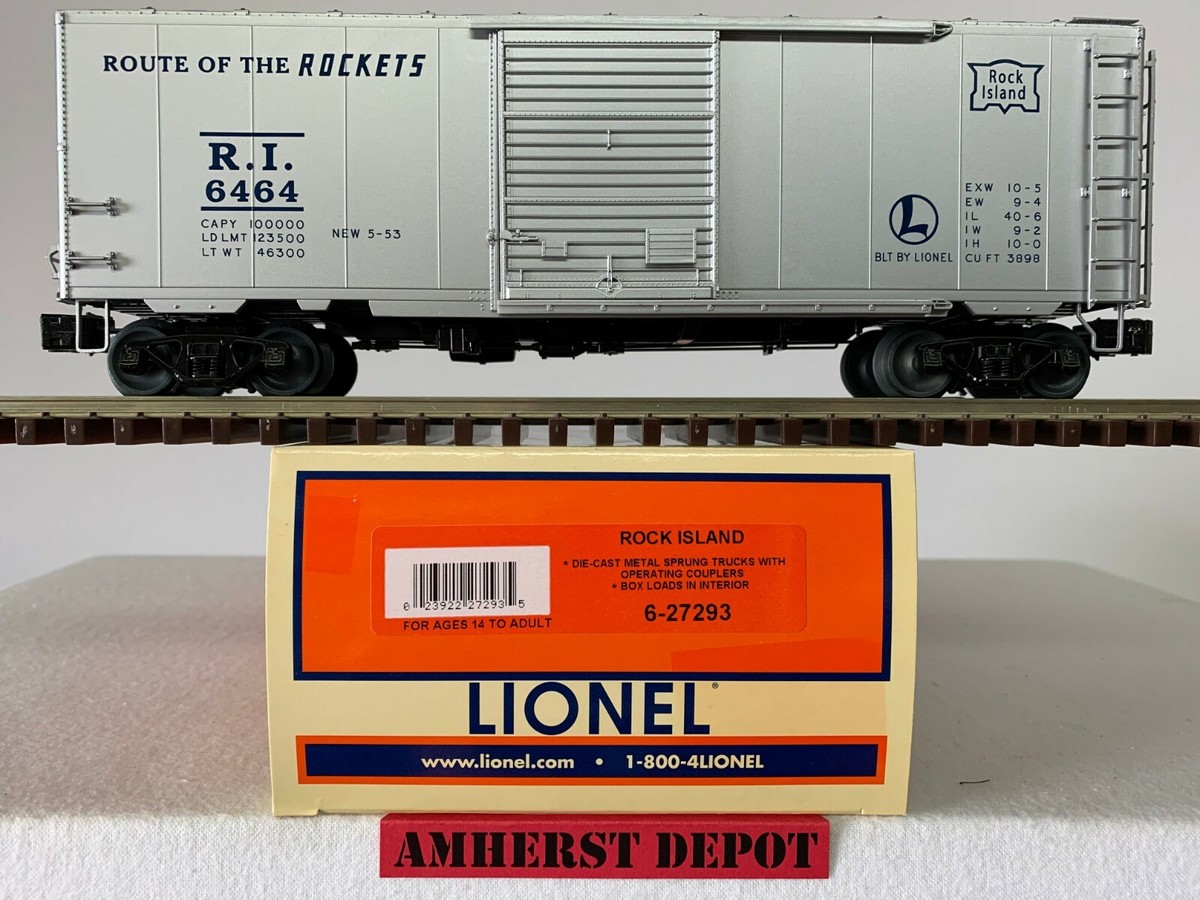 ROUTE OF THE ROCKETS
R.I.
6464
CAPY 100000
LD LMT 123500
LT WT 46300
NEW 5-53
Rock
Island
L
BLT BY LIONEL
EXW 10-5
EW 9-4
IL 40-6
IW 9-2
IH 10-0
CU FT 3898
0 23922 27293 5
FOR AGES 14 TO ADULT
ROCK ISLAND
* DIE-CAST METAL SPRUNG TRUCKS WITH
OPERATING COUPLERS
* BOX LOADS IN INTERIOR
6-27293
LIONEL®
www.lionel.com • 1-800-4LIONEL
AMHERST DEPOT